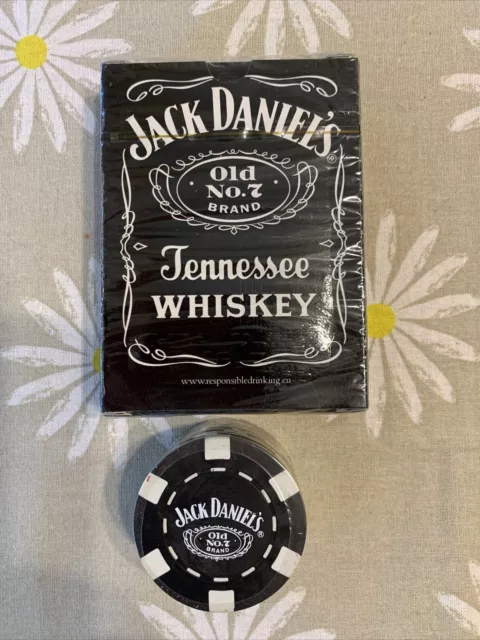 JACK DANIEL'S®
Old
No.7
BRAND
Tennessee
WHISKEY
www.responsibledrinking.eu
JACK DANIEL'S®
Old
No.7
BRAND